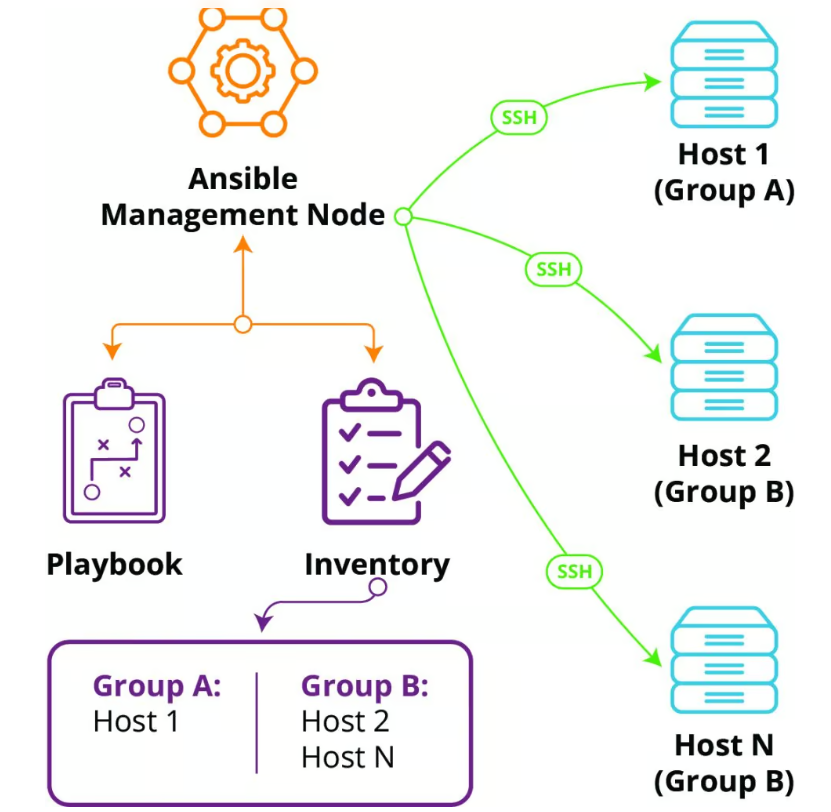 Ansible
Management Node
SSH
Host 1
(Group A)
SSH
Host 2
(Group B)
SSH
Host N
(Group B)
Playbook
Inventory
Group A:
Host 1
Group B:
Host 2
Host N